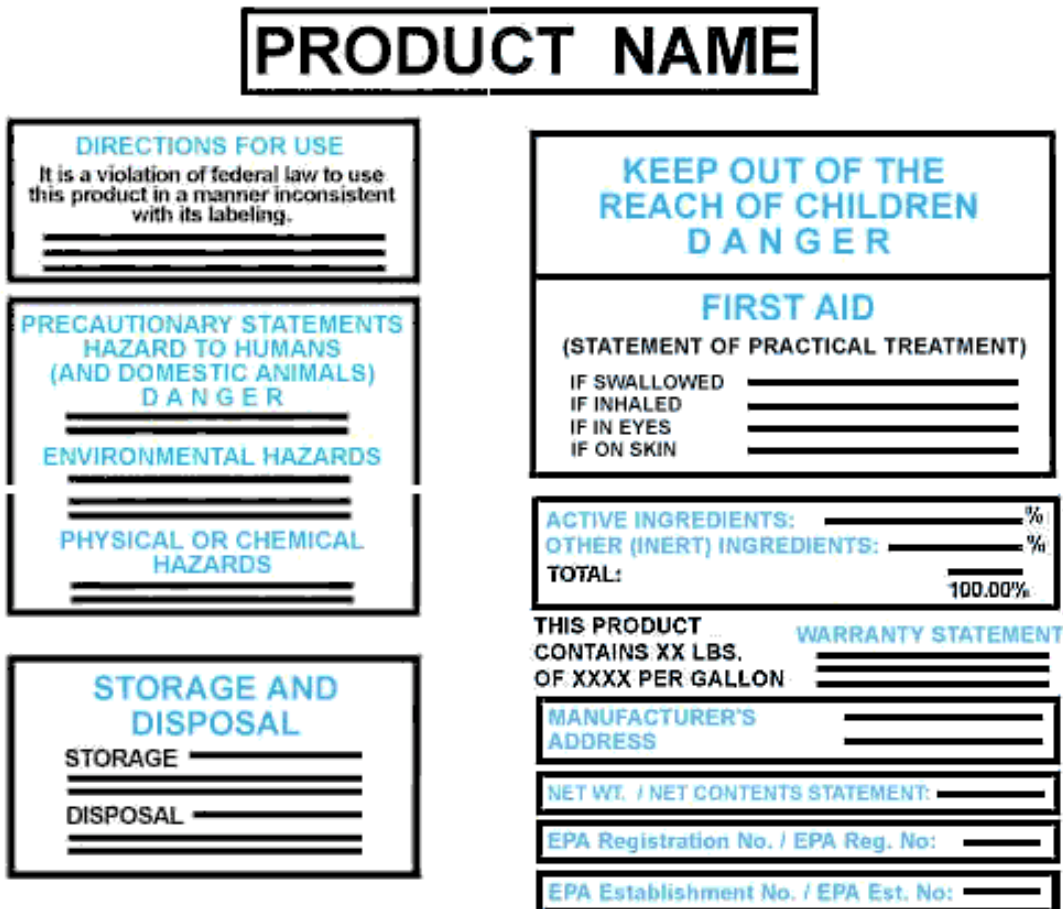 PRODUCT NAME
DIRECTIONS FOR USE
It is a violation of federal law to use
this product in a manner inconsistent
with its labeling.
PRECAUTIONARY STATEMENTS
HAZARD TO HUMANS
(AND DOMESTIC ANIMALS)
D A N G E R
ENVIRONMENTAL HAZARDS
PHYSICAL OR CHEMICAL
HAZARDS
STORAGE AND
DISPOSAL
STORAGE
DISPOSAL
KEEP OUT OF THE
REACH OF CHILDREN
D A N G E R
FIRST AID
(STATEMENT OF PRACTICAL TREATMENT)
IF SWALLOWED
IF INHALED
IF IN EYES
IF ON SKIN
ACTIVE INGREDIENTS: %
OTHER (INERT) INGREDIENTS: %
TOTAL:
100.00%
THIS PRODUCT
CONTAINS XX LBS.
OF XXXX PER GALLON
WARRANTY STATEMENT
MANUFACTURER'S
ADDRESS
NET WT. / NET CONTENTS STATEMENT:
EPA Registration No. / EPA Reg. No:
EPA Establishment No. / EPA Est. No: